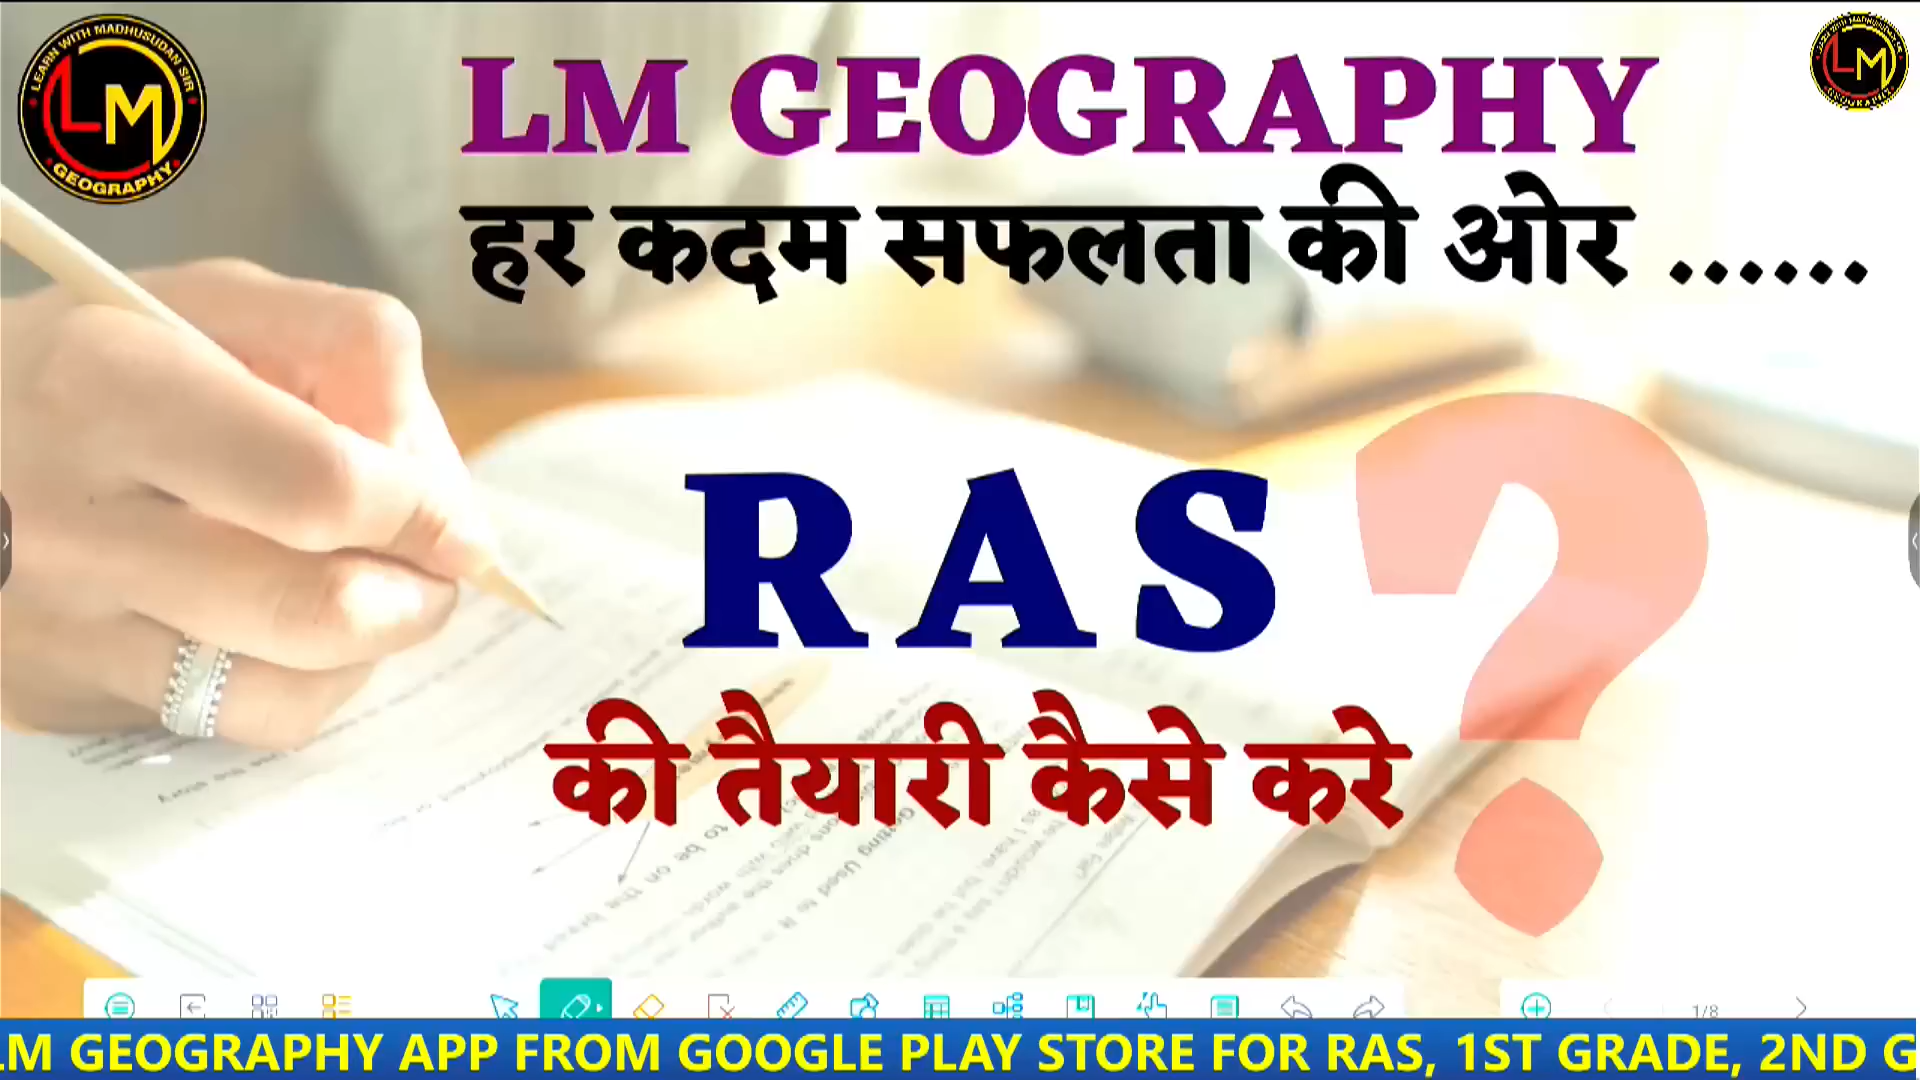 LEARN WITH MADHUSUDAN SIR
LM
GEOGRAPHY
LM GEOGRAPHY
हर कदम सफलता की ओर ......
RAS ?
की तैयारी कैसे करे
1/8
LM GEOGRAPHY APP FROM GOOGLE PLAY STORE FOR RAS, 1ST GRADE, 2ND G